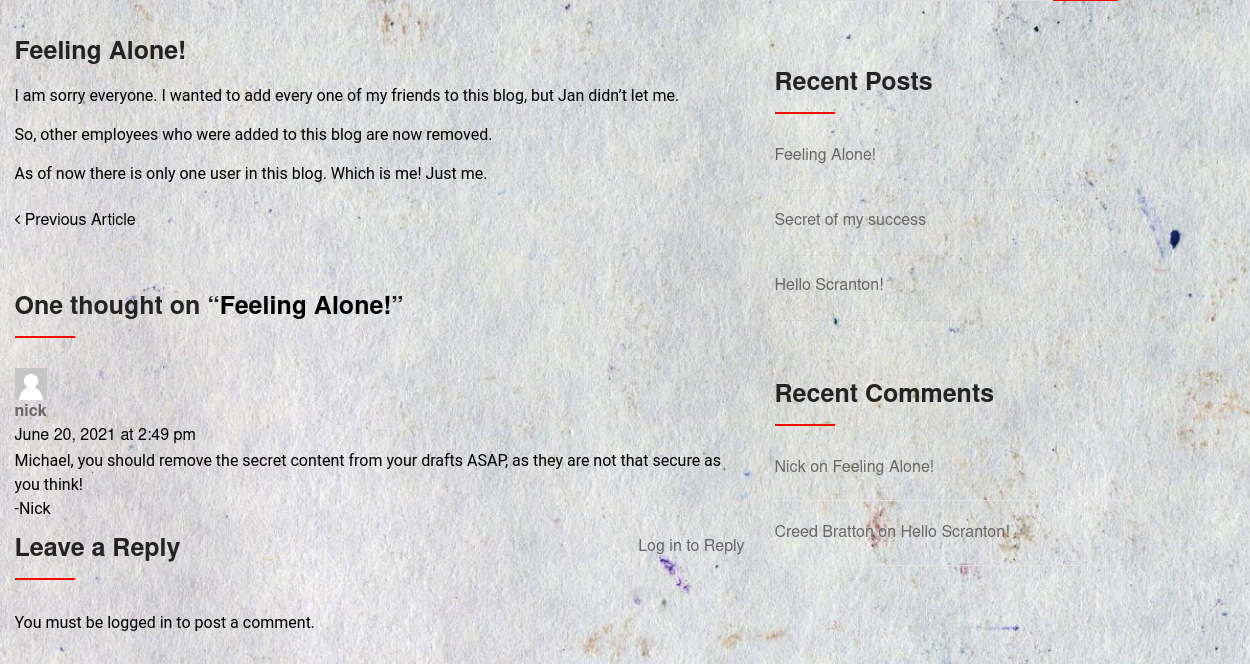 Feeling Alone!
I am sorry everyone. I wanted to add every one of my friends to this blog, but Jan didn’t let me.
So, other employees who were added to this blog are now removed.
As of now there is only one user in this blog. Which is me! Just me.
‹ Previous Article
One thought on “Feeling Alone!”
nick
June 20, 2021 at 2:49 pm
Michael, you should remove the secret content from your drafts ASAP, as they are not that secure as
you think!
-Nick
Log in to Reply
Leave a Reply
You must be logged in to post a comment.
Recent Posts
Feeling Alone!
Secret of my success
Hello Scranton!
Recent Comments
Nick on Feeling Alone!
Creed Bratton on Hello Scranton!